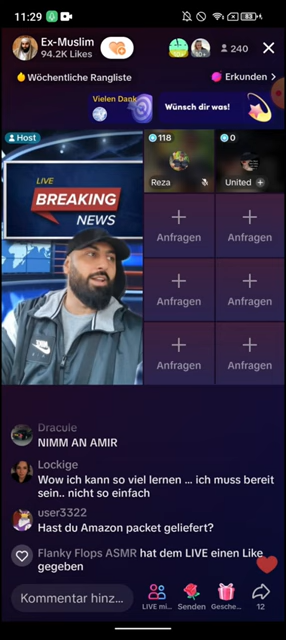 11:29
83
Ex-Muslim
94.2K Likes
240
Wöchentliche Rangliste
Erkunden
Vielen Dank
Wünsch dir was!
Host
118
0
LIVE
BREAKING
NEWS
Reza
United
Anfragen
Anfragen
Anfragen
Anfragen
Anfragen
Anfragen
Dracule
NIMM AN AMIR
Lockige
Wow ich kann so viel lernen ... ich muss bereit
sein.. nicht so einfach
user3322
Hast du Amazon packet geliefert?
Flanky Flops ASMR hat dem LIVE einen Like
gegeben
Kommentar hinz...
LIVE mi...
Senden
Gesche...
12